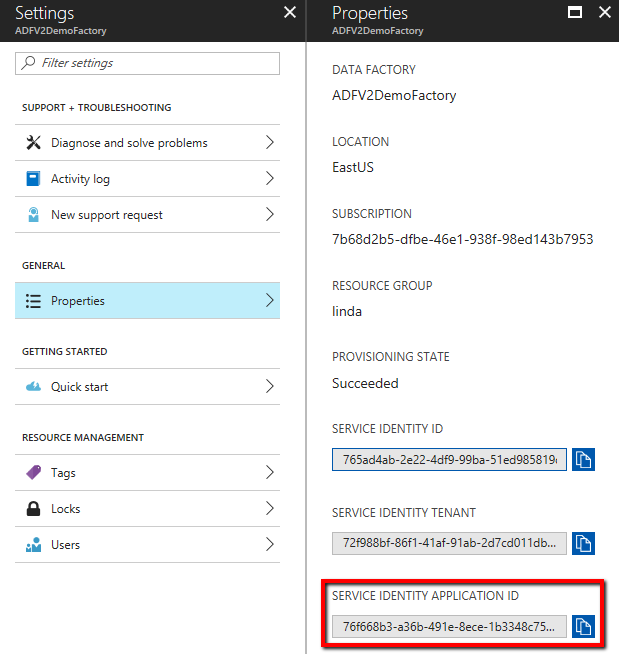 Settings
ADFV2DemoFactory
Filter settings
SUPPORT + TROUBLESHOOTING
Diagnose and solve problems
Activity log
New support request
GENERAL
Properties
GETTING STARTED
Quick start
RESOURCE MANAGEMENT
Tags
Locks
Users
Properties
ADFV2DemoFactory
DATA FACTORY
ADFV2DemoFactory
LOCATION
EastUS
SUBSCRIPTION
7b68d2b5-dfbe-46e1-938f-98ed143b7953
RESOURCE GROUP
linda
PROVISIONING STATE
Succeeded
SERVICE IDENTITY ID
765ad4ab-2e22-4df9-99ba-51ed985819
SERVICE IDENTITY TENANT
72f988bf-86f1-41af-91ab-2d7cd011db...
SERVICE IDENTITY APPLICATION ID
76f668b3-a36b-491e-8ece-1b3348c75...